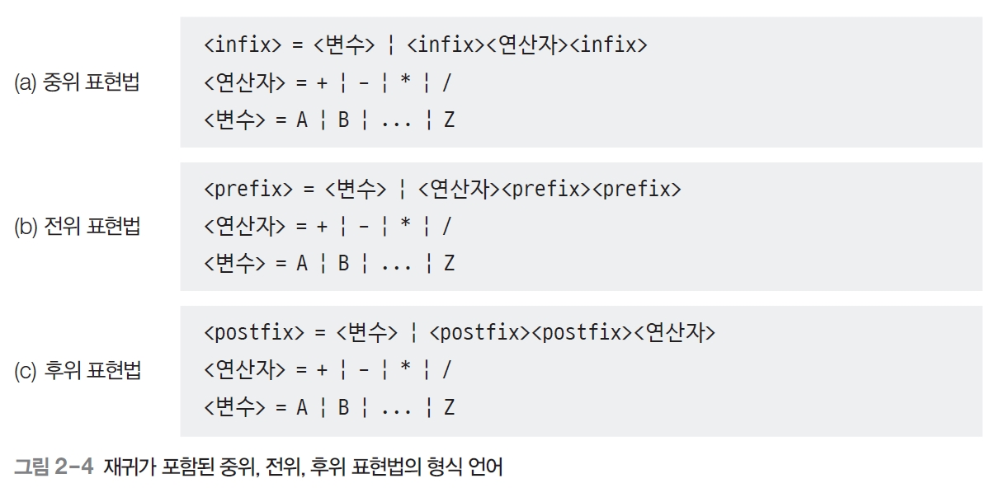 <infix> = <변수> ¦ <infix><연산자><infix>
(a) 중위 표현법
<연산자> = + ¦ - ¦ * ¦ /
<변수> = A ¦ B ¦ ... ¦ Z
<prefix> = <변수> ¦ <연산자><prefix><prefix>
(b) 전위 표현법
<연산자> = + ¦ - ¦ * ¦ /
<변수> = A ¦ B ¦ ... ¦ Z
<postfix> = <변수> ¦ <postfix><postfix><연산자>
(c) 후위 표현법
<연산자> = + ¦ - ¦ * ¦ /
<변수> = A ¦ B ¦ ... ¦ Z
그림 2-4 재귀가 포함된 중위, 전위, 후위 표현법의 형식 언어